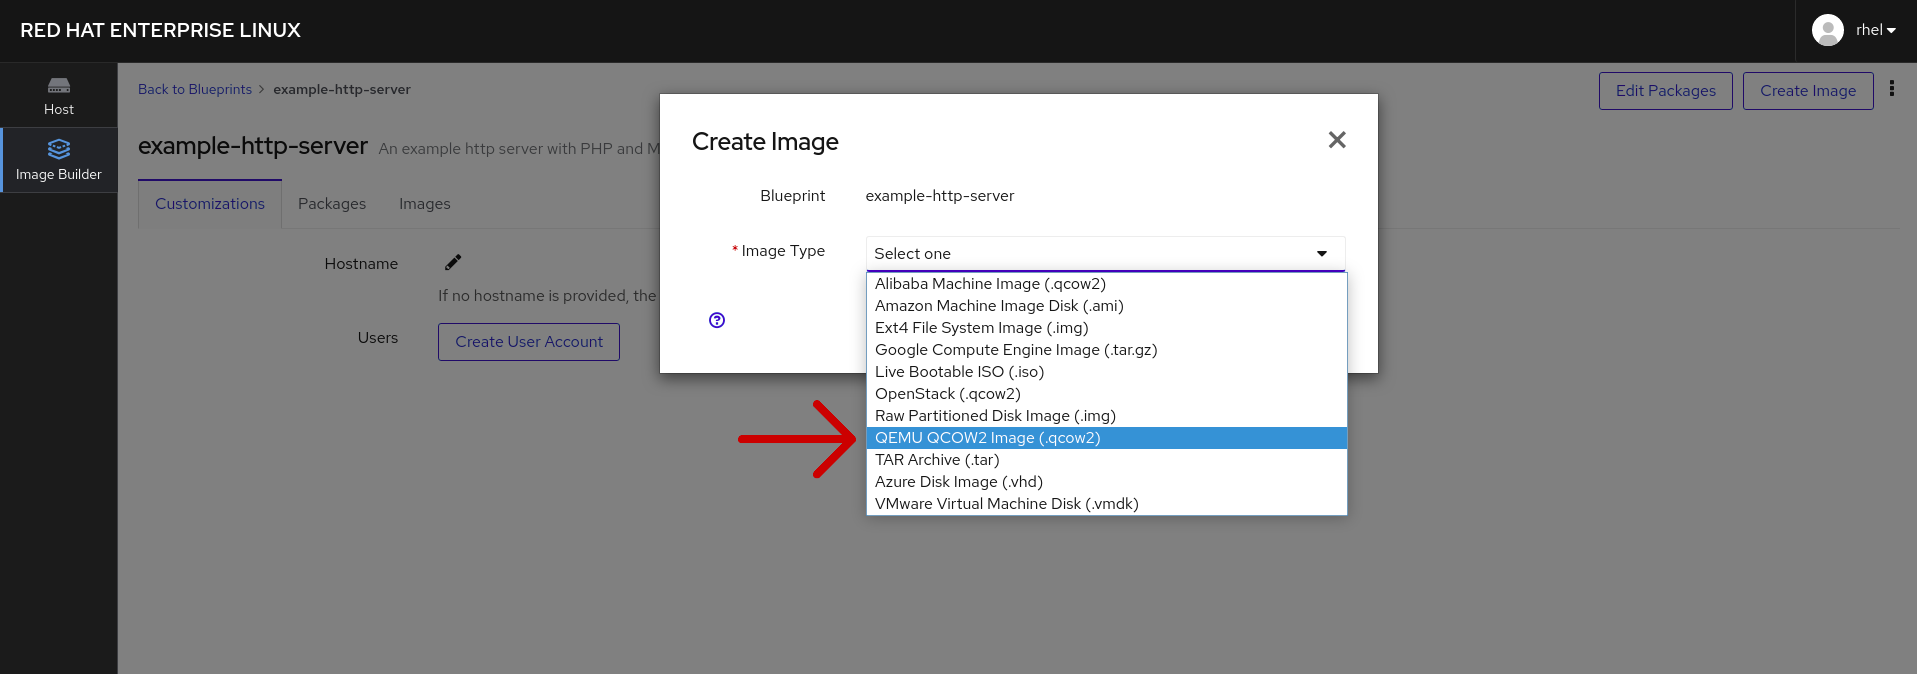 RED HAT ENTERPRISE LINUX
rhel
Host
Image Builder
Back to Blueprints > example-http-server
Edit Packages
Create Image
example-http-server An example http server with PHP and M
Customizations Packages Images
Hostname
If no hostname is provided, the
Users
Create User Account
Create Image
Blueprint example-http-server
* Image Type
Select one
Alibaba Machine Image (.qcow2)
Amazon Machine Image Disk (.ami)
Ext4 File System Image (.img)
Google Compute Engine Image (.tar.gz)
Live Bootable ISO (.iso)
OpenStack (.qcow2)
Raw Partitioned Disk Image (.img)
QEMU QCOW2 Image (.qcow2)
TAR Archive (.tar)
Azure Disk Image (.vhd)
VMware Virtual Machine Disk (.vmdk)